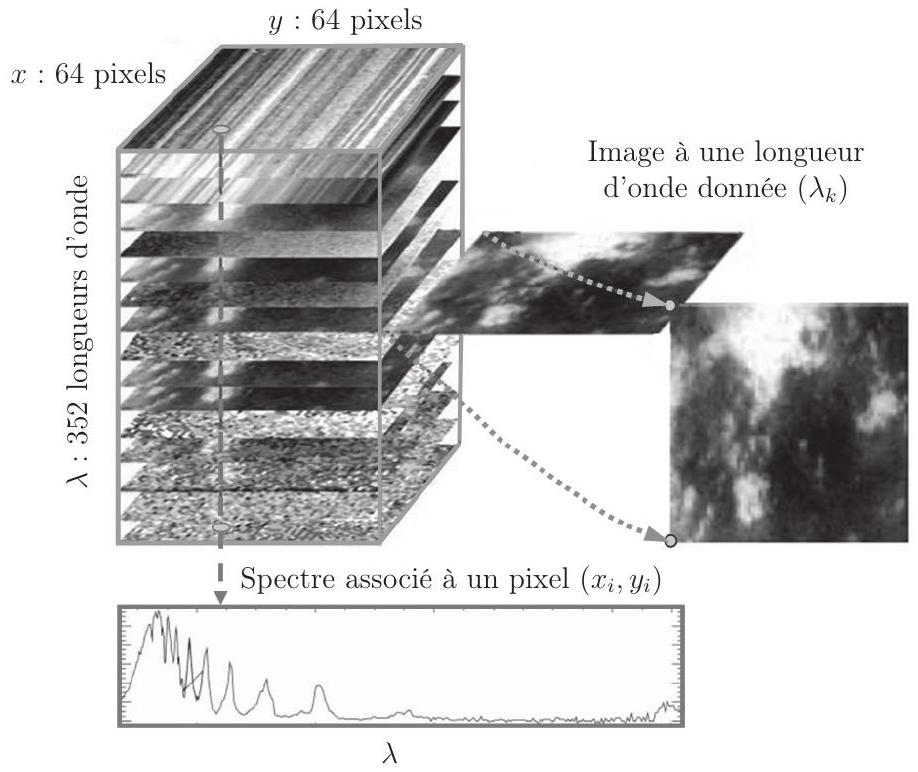 y : 64 pixels
x : 64 pixels
λ : 352 longueurs d'onde
Image à une longueur
d'onde donnée (λₖ)
Spectre associé à un pixel (xᵢ, yᵢ)
λ